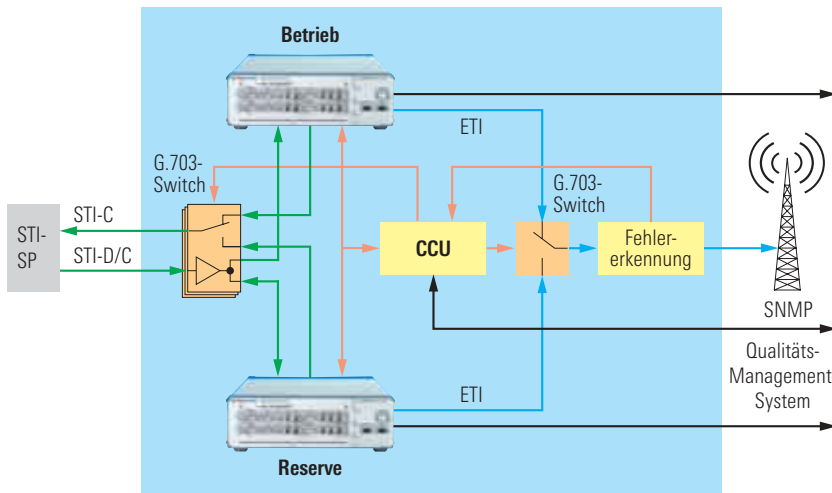 Betrieb
ETI
G.703-
Switch
G.703-
Switch
STI-C
STI-
SP
STI-D/C
CCU
Fehler-
erkennung
SNMP
Qualitäts-
Management
System
ETI
Reserve